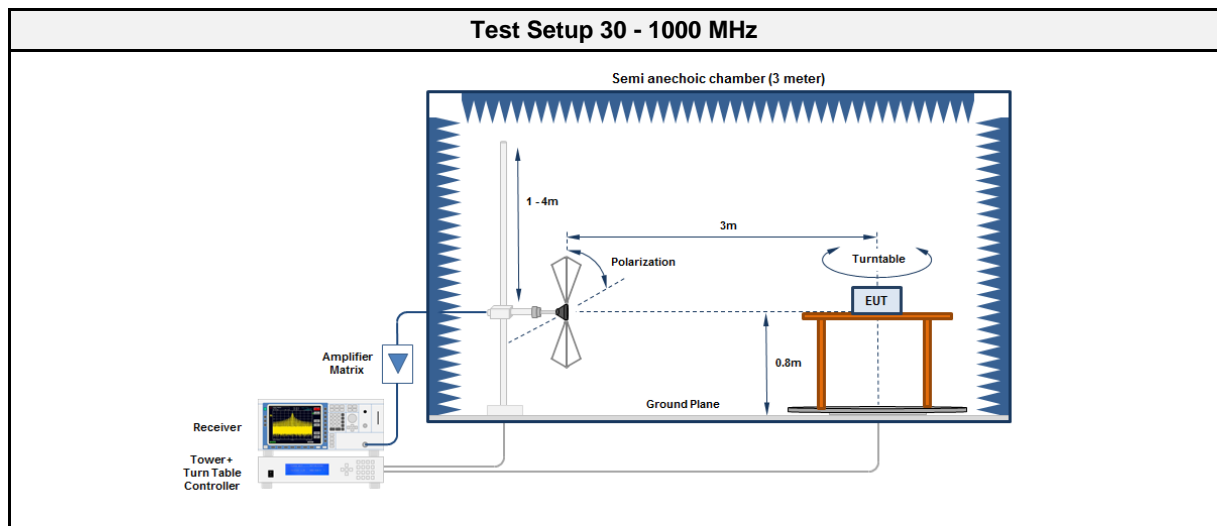 Test Setup 30 - 1000 MHz
Semi anechoic chamber (3 meter)
1 - 4m
3m
Polarization
Turntable
EUT
Amplifier
Matrix
0.8m
Ground Plane
Receiver
Tower+
Turn Table
Controller